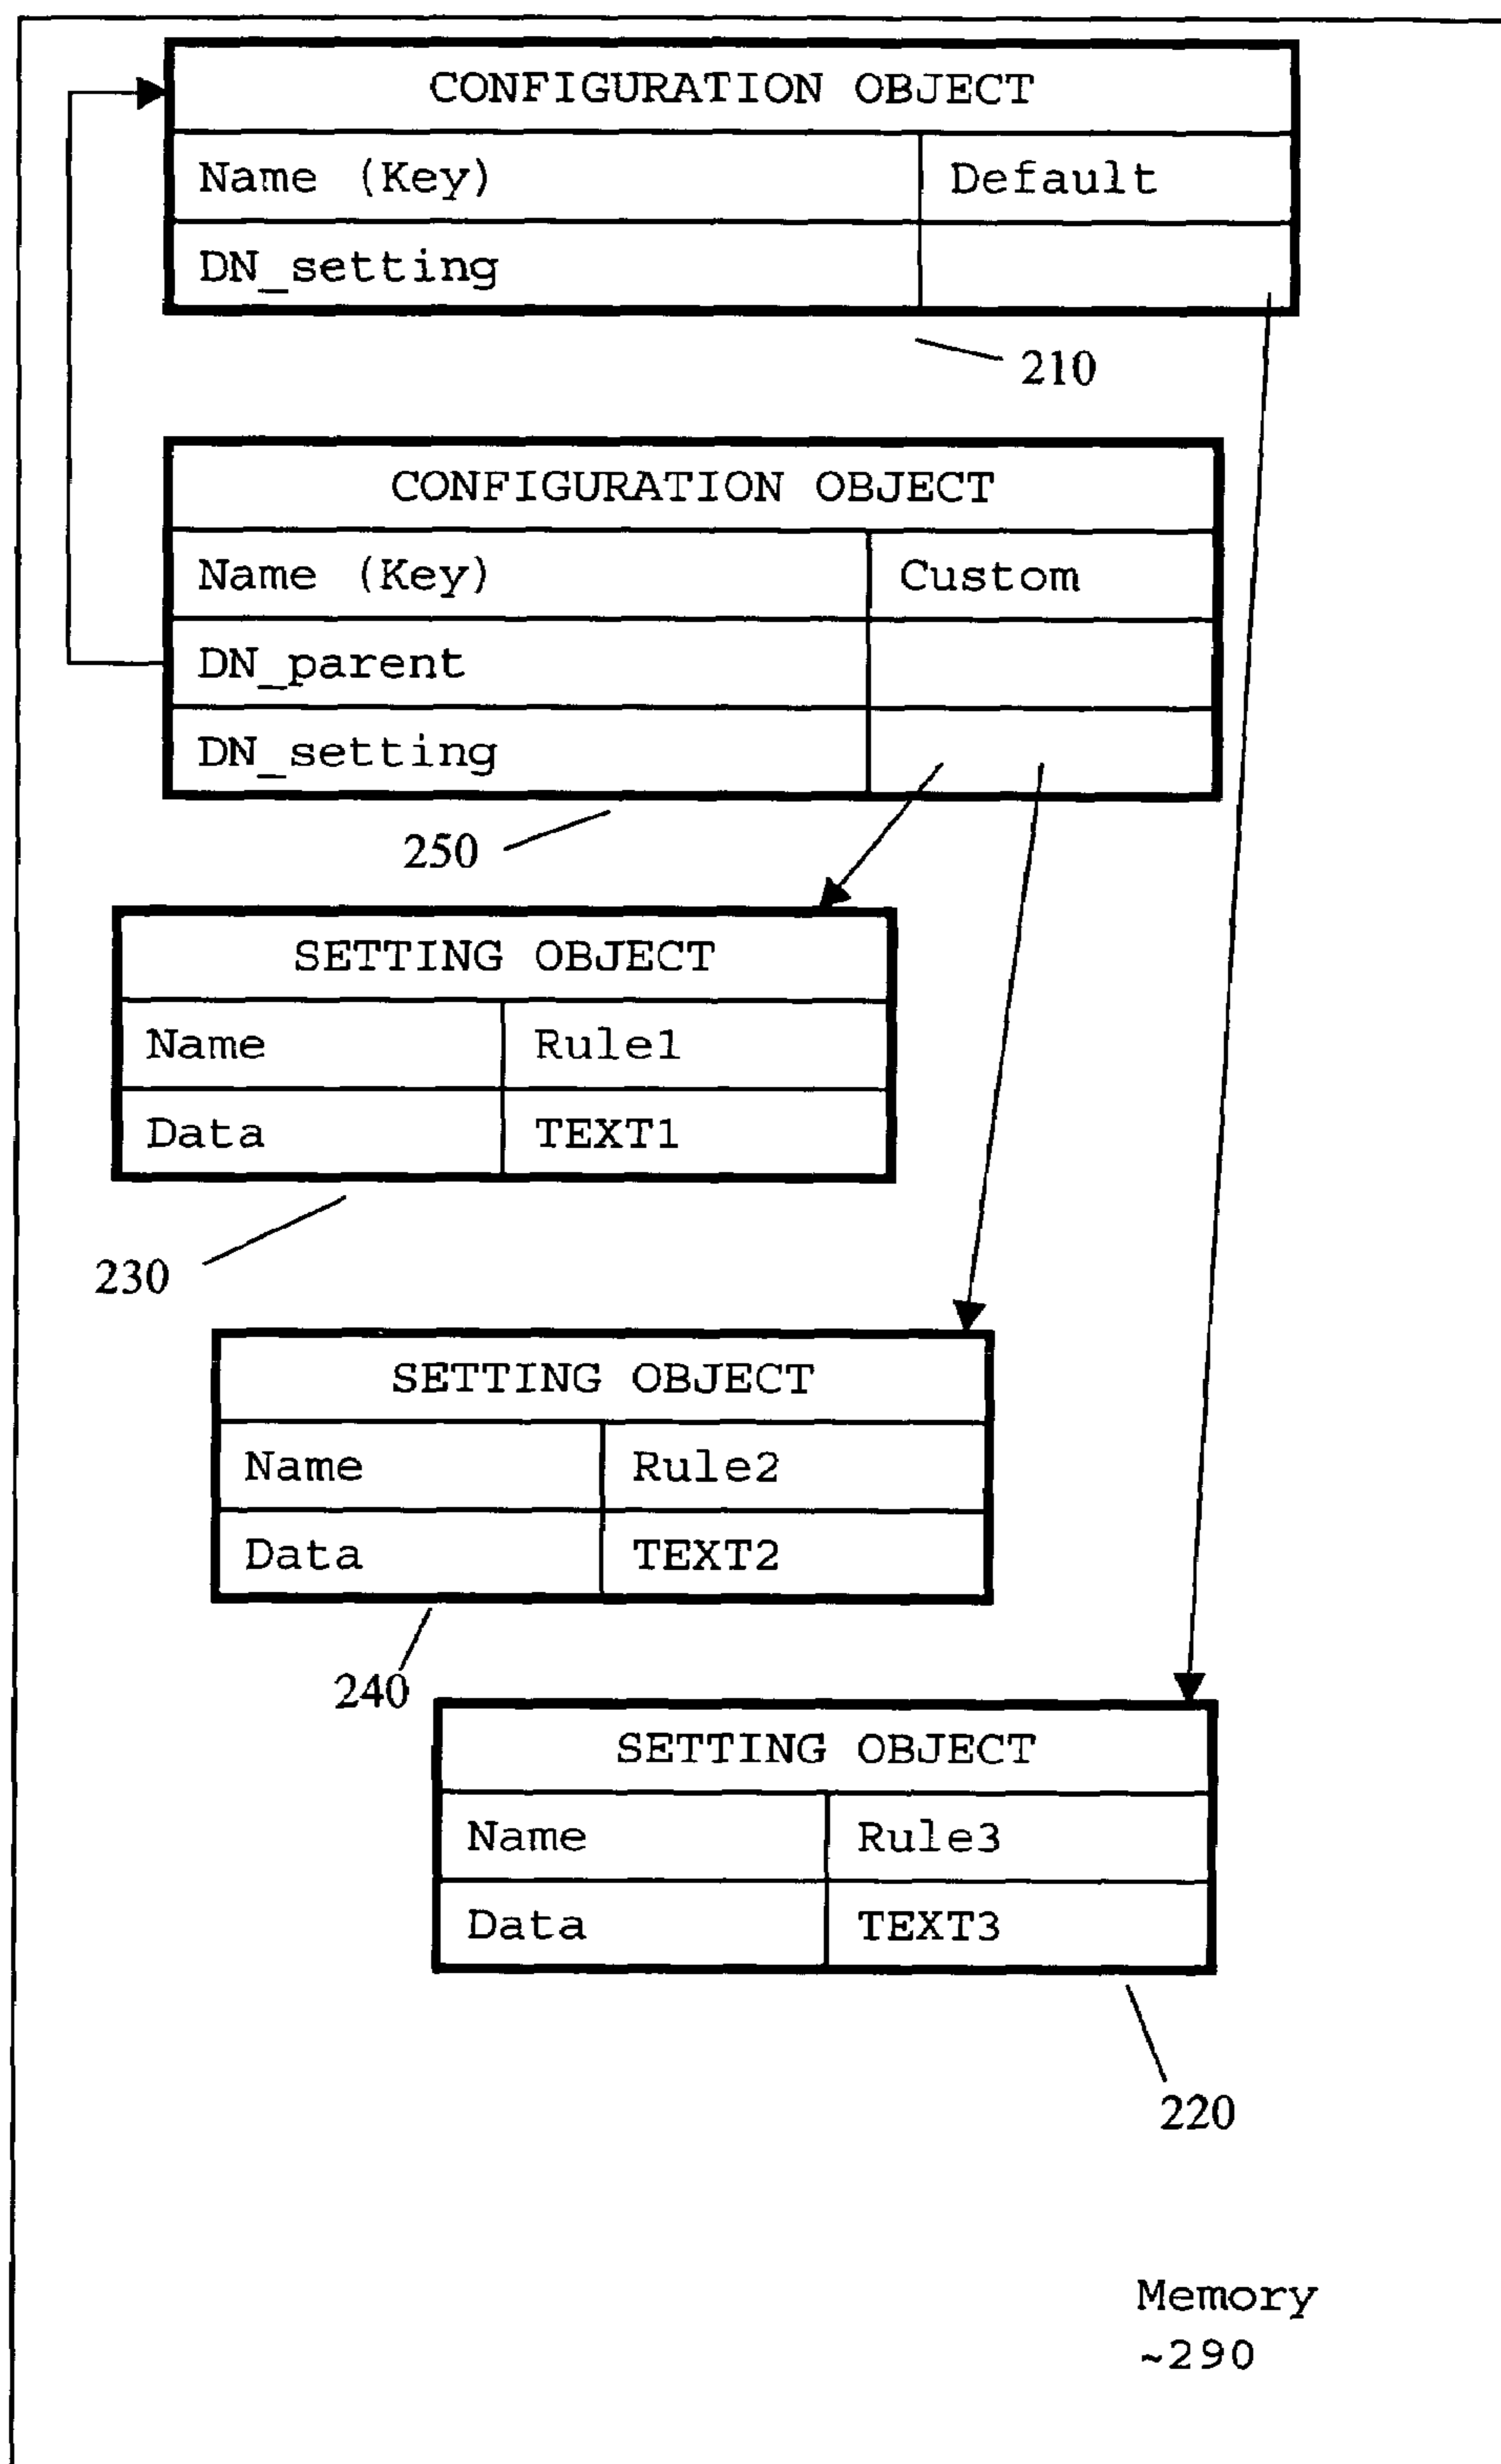 CONFIGURATION OBJECT
Name (Key) Default
DN_setting
210
CONFIGURATION OBJECT
Name (Key) Custom
DN_parent
DN_setting
250
SETTING OBJECT
Name Rule1
Data TEXT1
230
SETTING OBJECT
Name Rule2
Data TEXT2
240
SETTING OBJECT
Name Rule3
Data TEXT3
220
Memory
~290